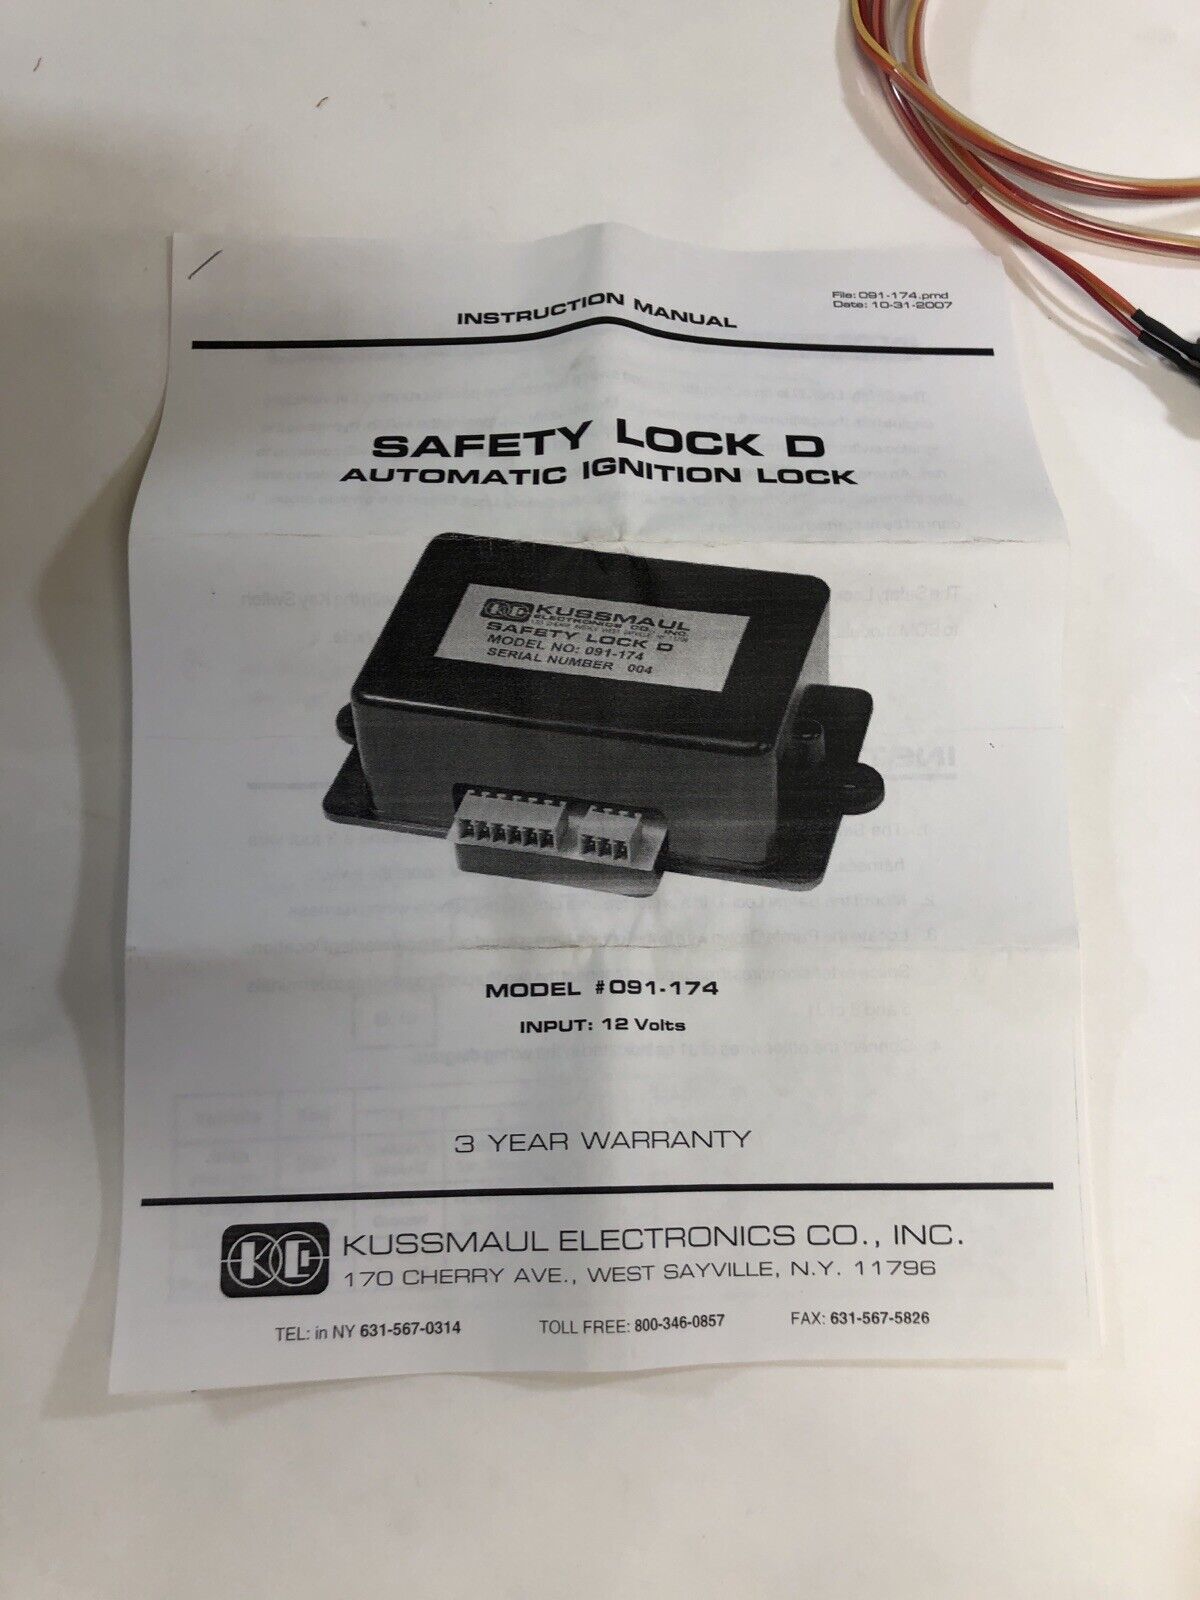 INSTRUCTION MANUAL
File: 091-174.pmd
Date: 10-31-2007
SAFETY LOCK D
AUTOMATIC IGNITION LOCK
KUSSMAUL
ELECTRONICS CO., INC.
SAFETY LOCK D
MODEL NO: 091-174
SERIAL NUMBER 004
MODEL #091-174
INPUT: 12 Volts
3 YEAR WARRANTY
KUSSMAUL ELECTRONICS CO., INC.
170 CHERRY AVE., WEST SAYVILLE, N.Y. 11796
TEL: in NY 631-567-0314 TOLL FREE: 800-346-0857 FAX: 631-567-5826